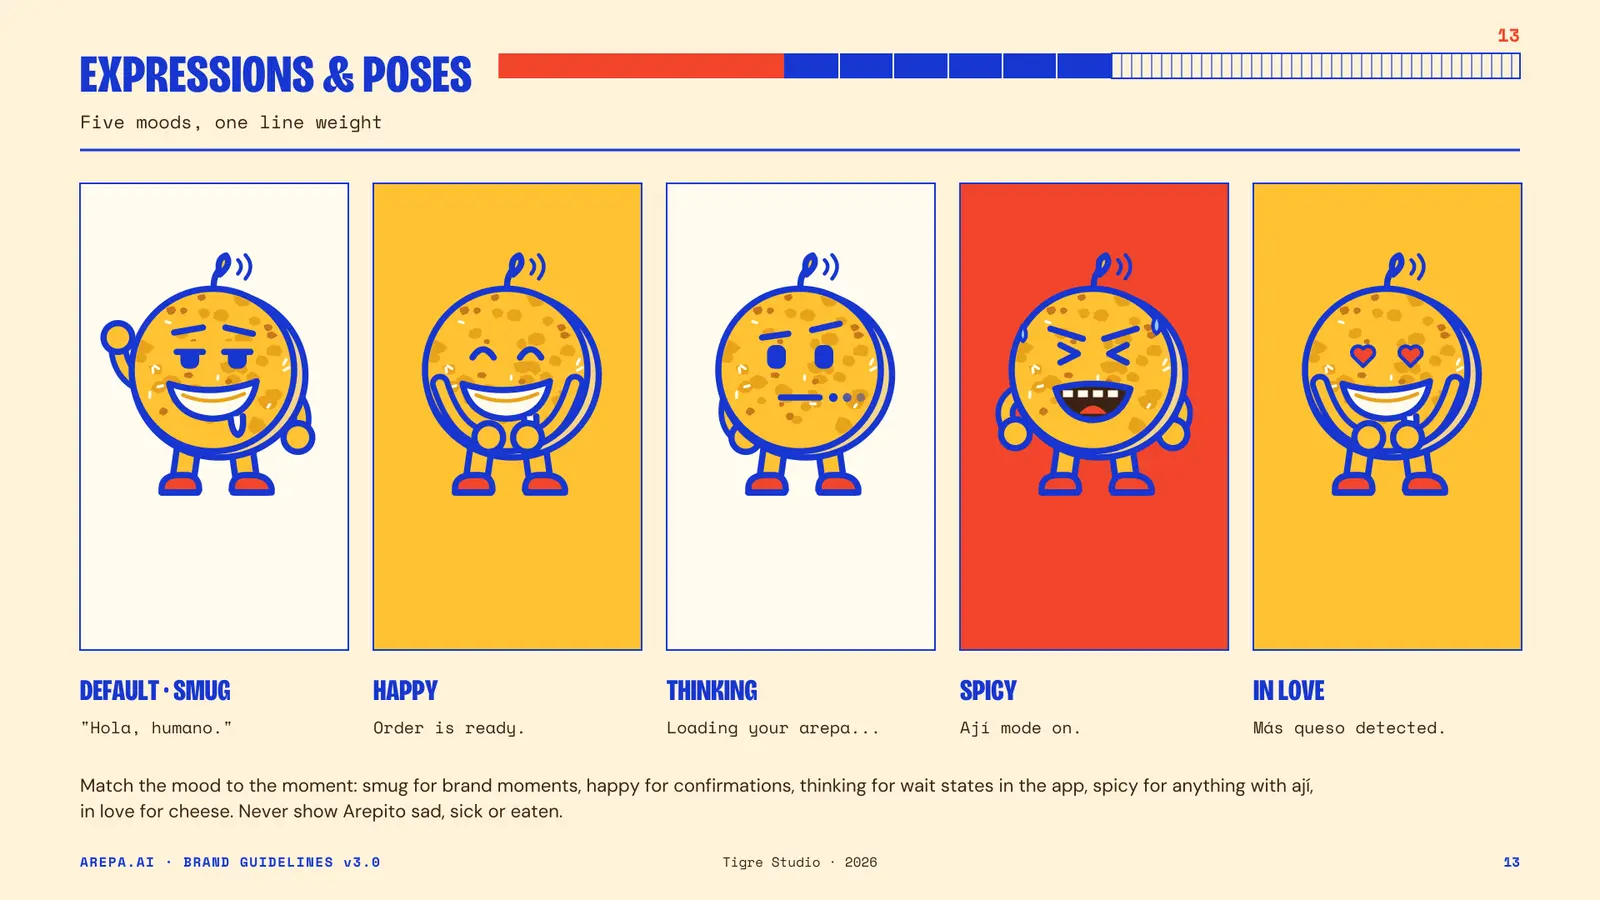 13
EXPRESSIONS & POSES
Five moods, one line weight
DEFAULT · SMUG
"Hola, humano."
HAPPY
Order is ready.
THINKING
Loading your arepa...
SPICY
Ají mode on.
IN LOVE
Más queso detected.
Match the mood to the moment: smug for brand moments, happy for confirmations, thinking for wait states in the app, spicy for anything with ají,
in love for cheese. Never show Arepito sad, sick or eaten.
AREPA.AI · BRAND GUIDELINES v3.0
Tigre Studio · 2026
13